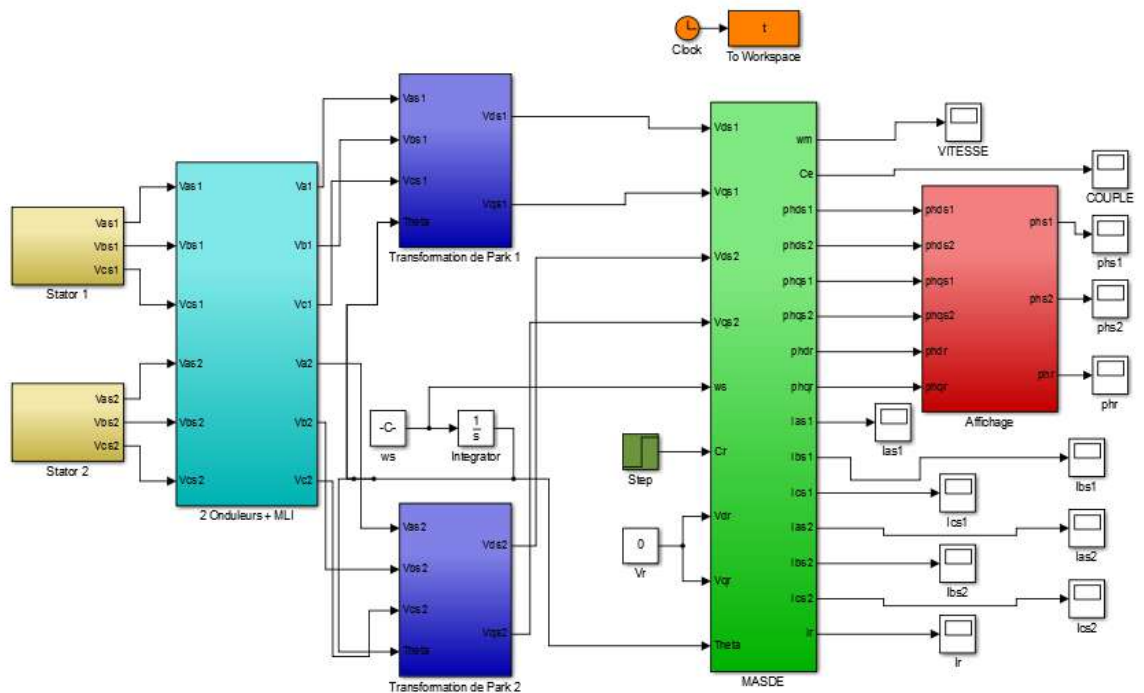 t
Clock
To Workspace
Vas1
Vbs1
Vcs1
Stator 1
Vas2
Vbs2
Vcs2
Stator 2
Vas1
Vbs1
Vcs1
Vas2
Vbs2
Vcs2
Va1
Vb1
Vc1
Va2
Vb2
Vc2
2 Onduleurs + MLI
Vas1
Vbs1
Vcs1
Theta
Vds1
Vqs1
Transformation de Park 1
-C-
ws
1
s
Integrator
Vas2
Vbs2
Vcs2
Theta
Vds2
Vqs2
Transformation de Park 2
Step
0
Vr
Vds1
Vqs1
Vds2
Vqs2
ws
Cr
Vdr
Vqr
Theta
wm
Ce
phds1
phds2
phqs1
phqs2
phdr
phqr
Ias1
Ibs1
Ics1
Ias2
Ibs2
Ics2
Ir
MASDE
VITESSE
COUPLE
phds1
phds2
phqs1
phqs2
phdr
phqr
phs1
phs2
phr
Affichage
phs1
phs2
phr
Ias1
Ibs1
Ics1
Ias2
Ibs2
Ics2
Ir